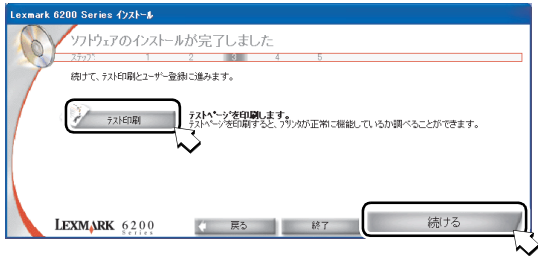 Lexmark 6200 Series インストール
ソフトウェアのインストールが完了しました
ステップ 1 2 3 4 5
続けて、テスト印刷とユーザー登録に進みます。
テスト印刷
テストページを印刷します。
テストページを印刷すると、プリンタが正常に機能しているか調べることができます。
LEXMARK 6200
Series
戻る
終了
続ける